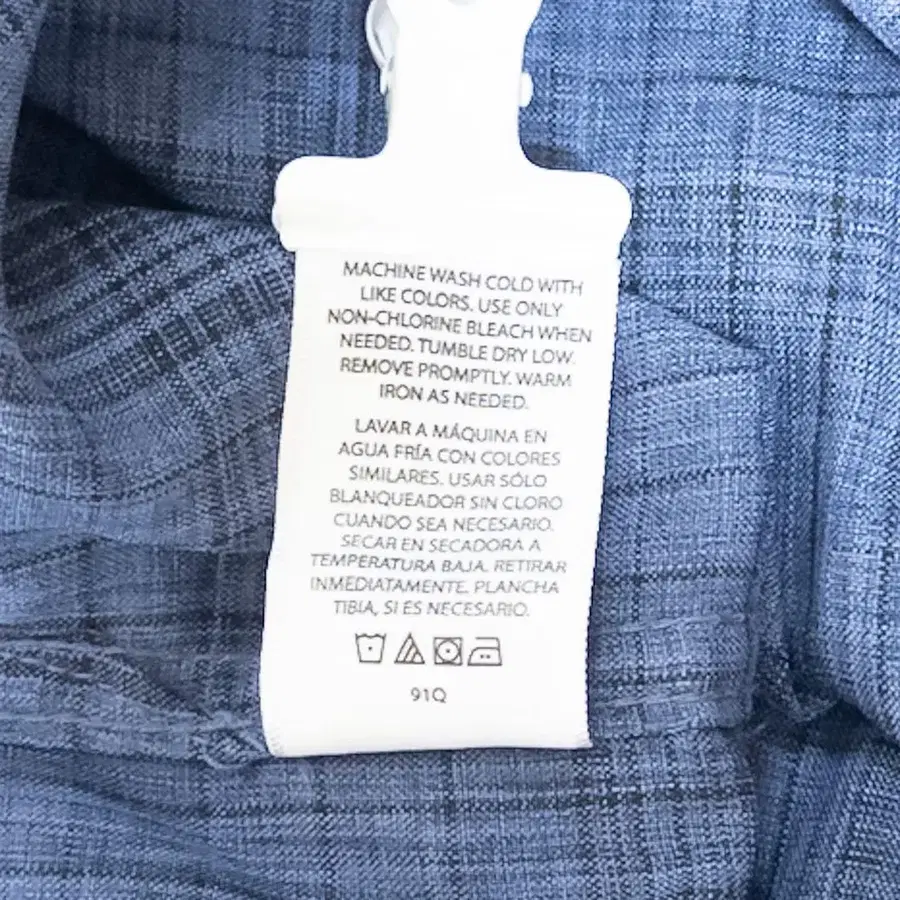 MACHINE WASH COLD WITH
LIKE COLORS. USE ONLY
NON-CHLORINE BLEACH WHEN
NEEDED. TUMBLE DRY LOW.
REMOVE PROMPTLY. WARM
IRON AS NEEDED.
LAVAR A MÁQUINA EN
AGUA FRÍA CON COLORES
SIMILARES. USAR SÓLO
BLANQUEADOR SIN CLORO
CUANDO SEA NECESARIO.
SECAR EN SECADORA A
TEMPERATURA BAJA. RETIRAR
INMEDIATAMENTE. PLANCHA
TIBIA, SI ES NECESARIO.
91Q